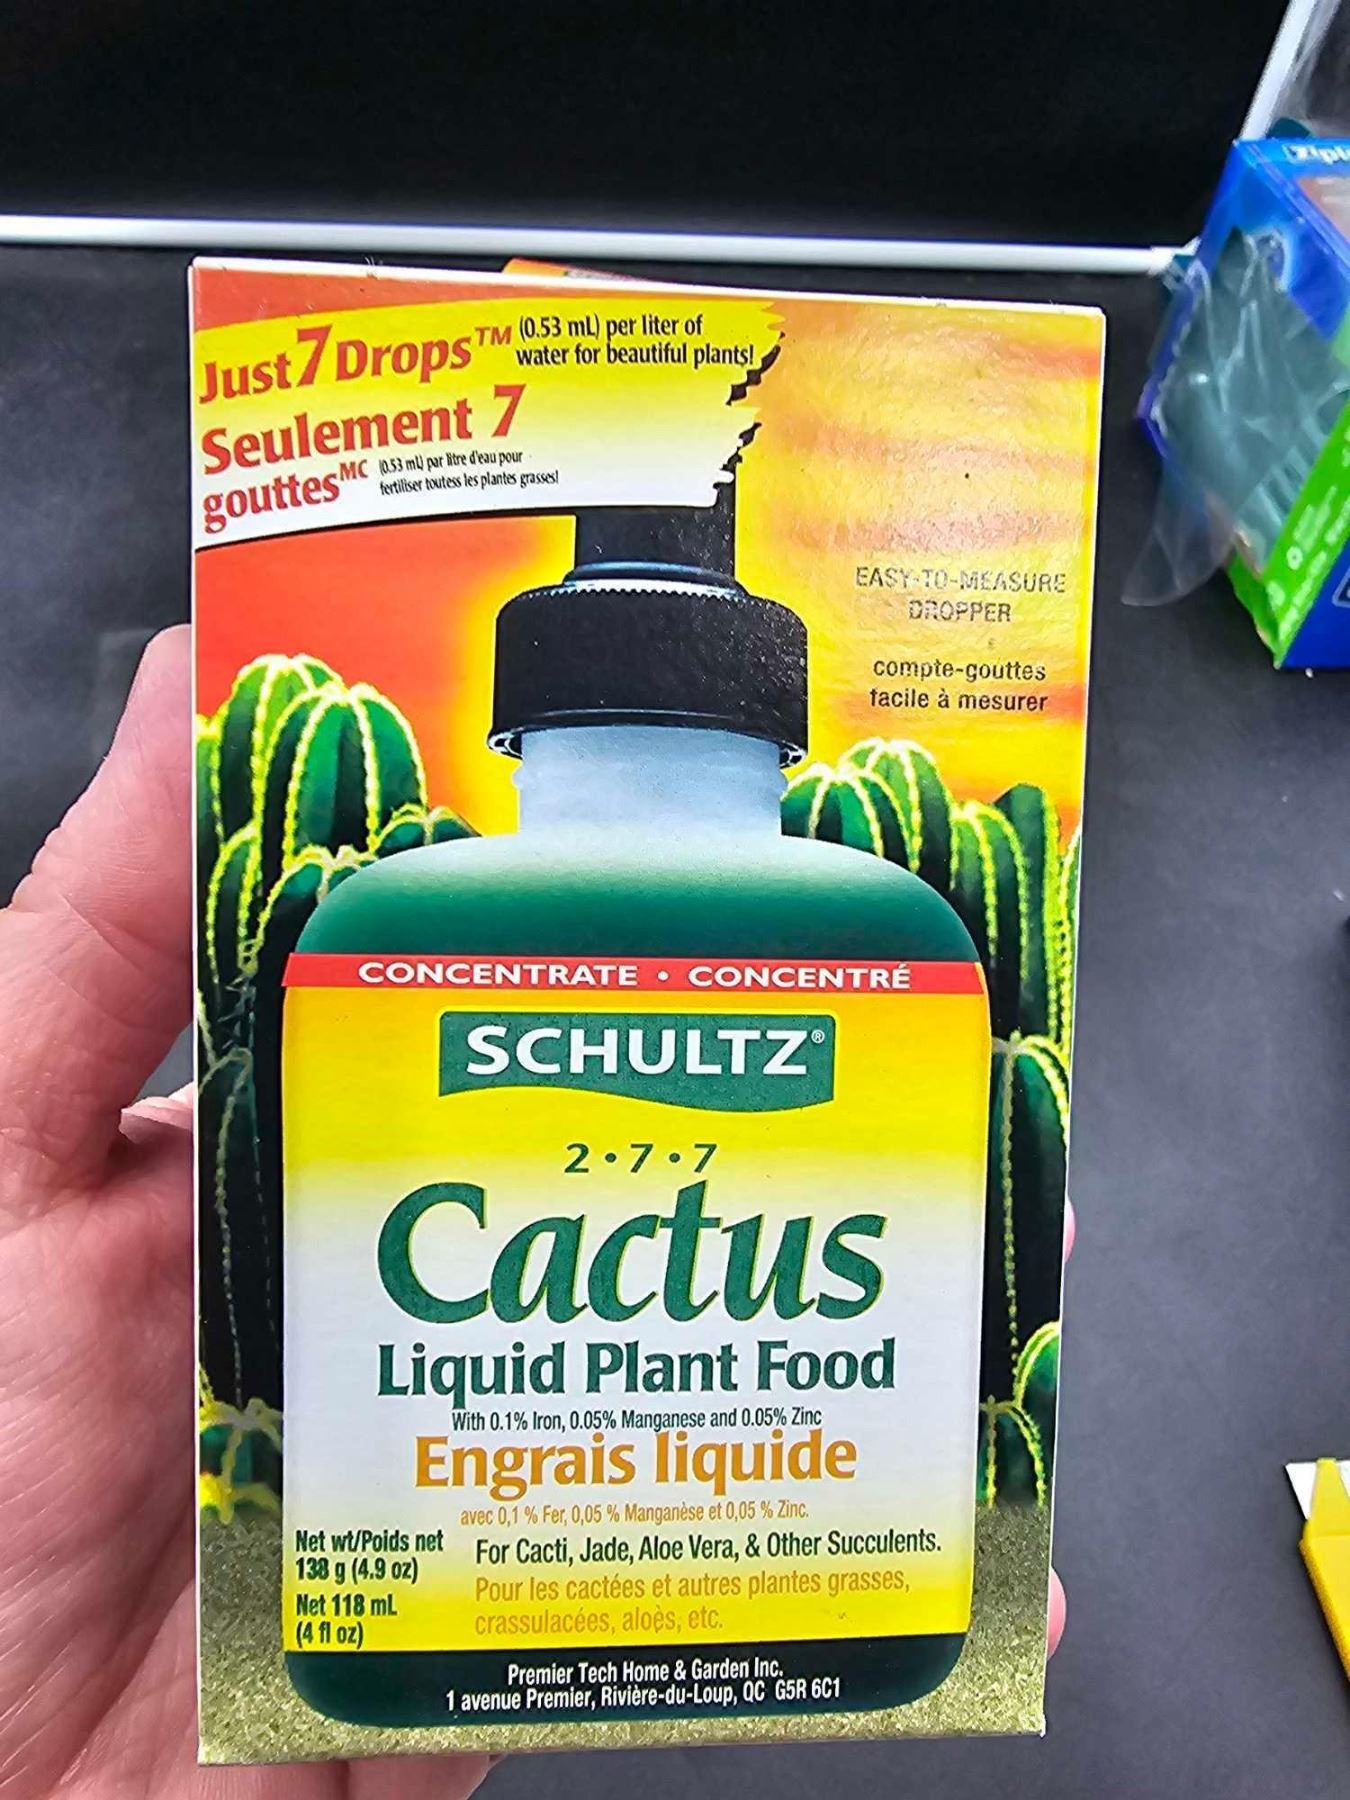 Just 7 Drops™ (0.53 mL) per liter of
water for beautiful plants!
Seulement 7
gouttesMC (0.53 mL) par litre d'eau pour
fertiliser toutess les plantes grasses!
EASY-TO-MEASURE
DROPPER
compte-gouttes
facile à mesurer
CONCENTRATE • CONCENTRÉ
SCHULTZ®
2•7•7
Cactus
Liquid Plant Food
With 0.1% Iron, 0.05% Manganese and 0.05% Zinc
Engrais liquide
avec 0,1 % Fer, 0,05 % Manganèse et 0,05 % Zinc.
Net wt/Poids net
138 g (4.9 oz)
Net 118 mL
(4 fl oz)
For Cacti, Jade, Aloe Vera, & Other Succulents.
Pour les cactées et autres plantes grasses,
crassulacées, aloès, etc.
Premier Tech Home & Garden Inc.
1 avenue Premier, Rivière-du-Loup, QC G5R 6C1